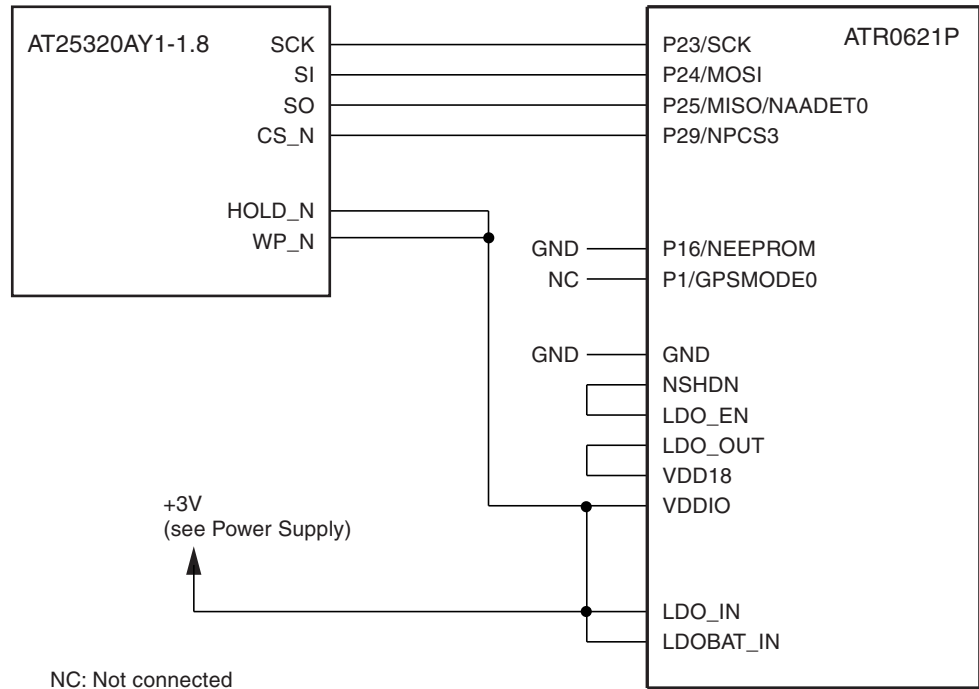 AT25320AY1-1.8
SCK
SI
SO
CS_N
HOLD_N
WP_N
ATR0621P
P23/SCK
P24/MOSI
P25/MISO/NAADET0
P29/NPCS3
GND
P16/NEEPROM
NC
P1/GPSMODE0
GND
GND
NSHDN
LDO_EN
LDO_OUT
VDD18
VDDIO
+3V
(see Power Supply)
LDO_IN
LDOBAT_IN
NC: Not connected